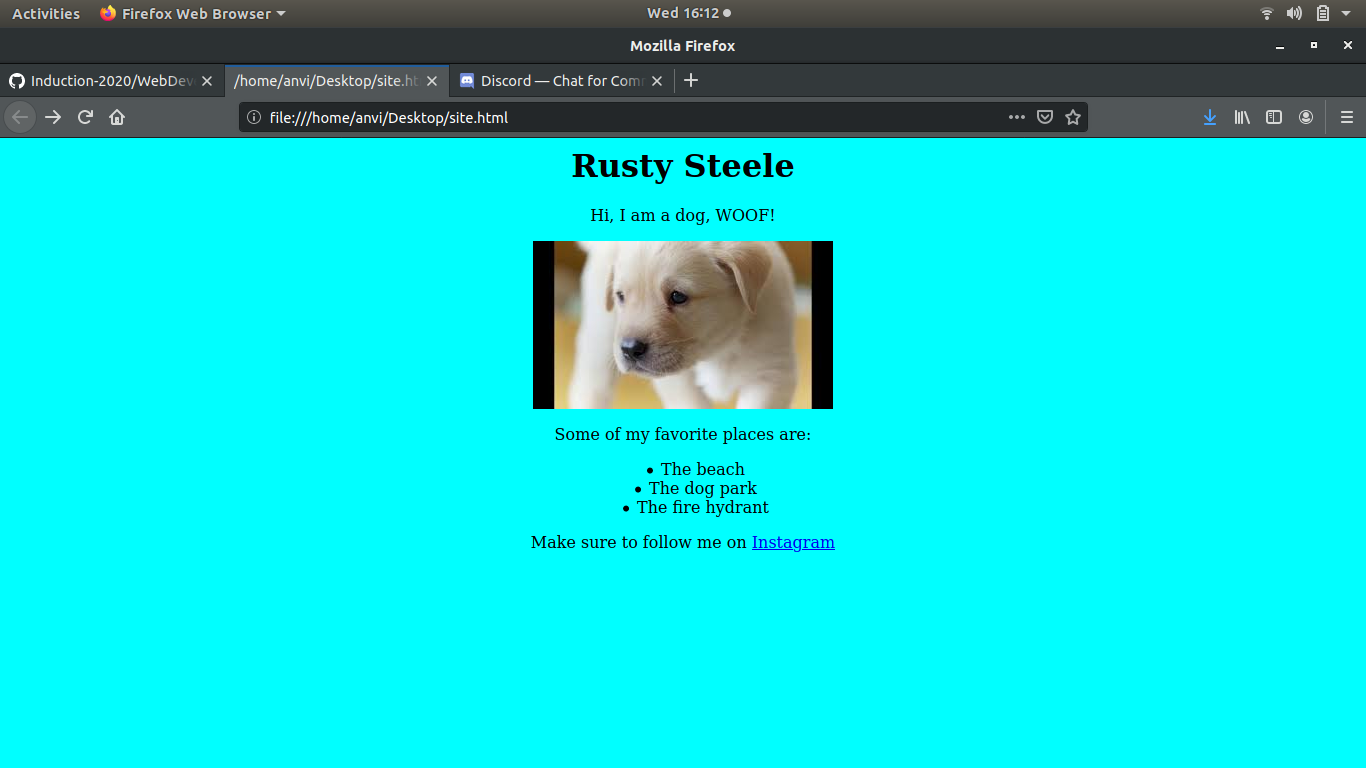 Activities Firefox Web Browser Wed 16:12
Mozilla Firefox
Induction-2020/WebDev /home/anvi/Desktop/site.ht Discord — Chat for Com
file:///home/anvi/Desktop/site.html
Rusty Steele
Hi, I am a dog, WOOF!
Some of my favorite places are:
• The beach
• The dog park
• The fire hydrant
Make sure to follow me on Instagram